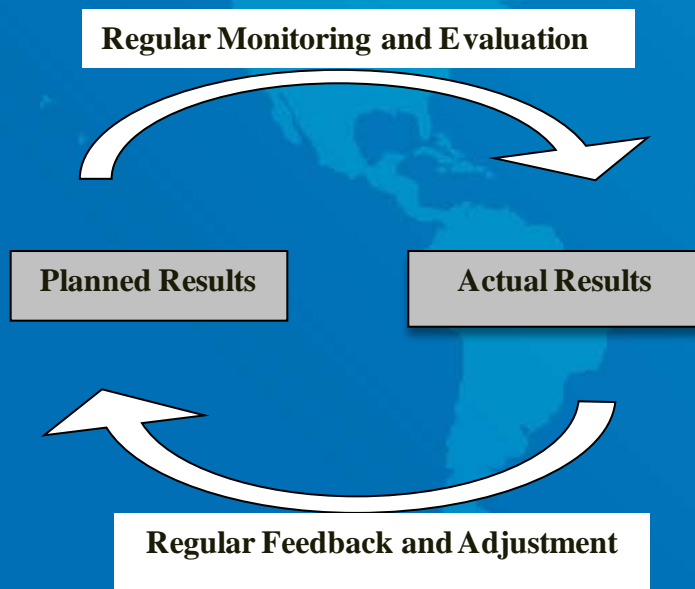 Regular Monitoring and Evaluation
Planned Results
Actual Results
Regular Feedback and Adjustment